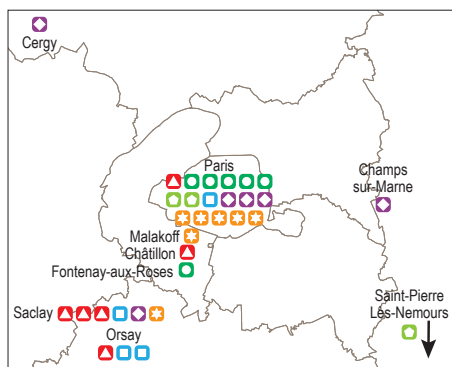 Cergy
Paris
Champs
sur-Marne
Malakoff
Châtillon
Fontenay-aux-Roses
Saclay
Orsay
Saint-Pierre
Lès-Nemours